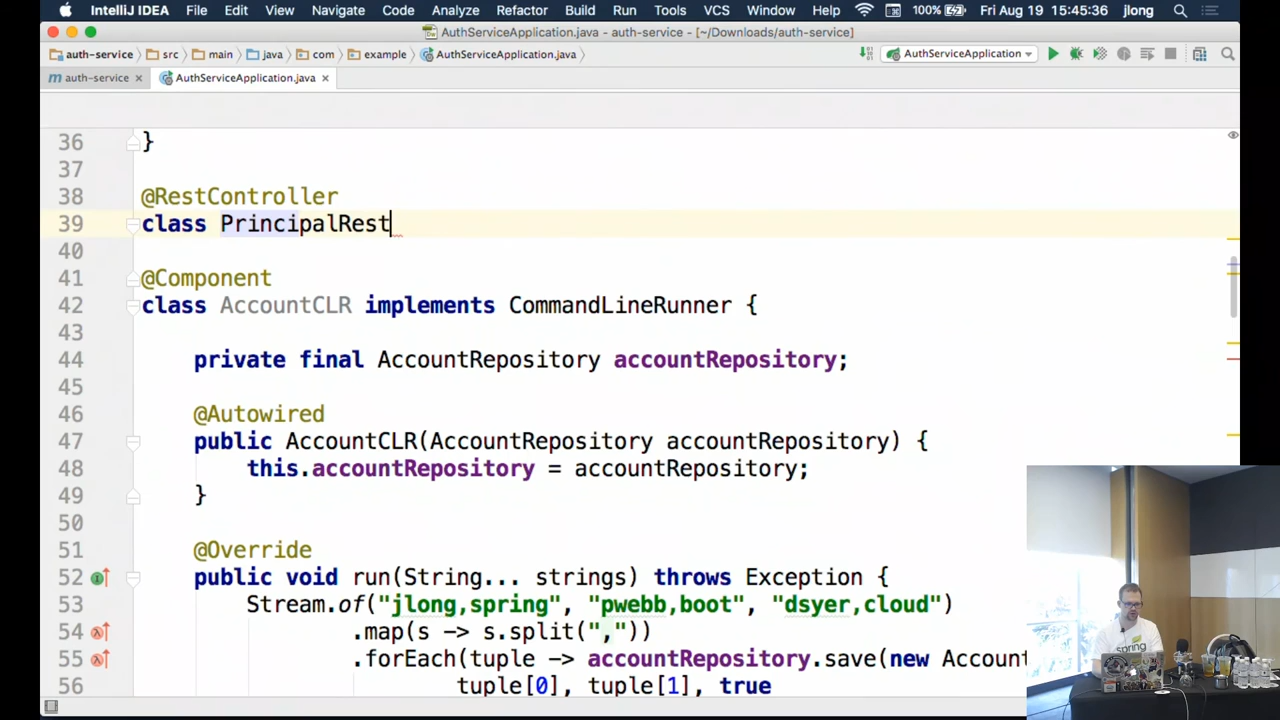 IntelliJ IDEA File Edit View Navigate Code Analyze Refactor Build Run Tools VCS Window Help 100% Fri Aug 19 15:45:36 jlong
AuthServiceApplication.java - auth-service - [~/Downloads/auth-service]
auth-service src main java com example AuthServiceApplication.java AuthServiceApplication
m auth-service AuthServiceApplication.java
36 }
37
38 @RestController
39 class PrincipalRest
40
41 @Component
42 class AccountCLR implements CommandLineRunner {
43
44 private final AccountRepository accountRepository;
45
46 @Autowired
47 public AccountCLR(AccountRepository accountRepository) {
48 this.accountRepository = accountRepository;
49 }
50
51 @Override
52 public void run(String... strings) throws Exception {
53 Stream.of("jlong,spring", "pwebb,boot", "dsyer,cloud")
54 .map(s -> s.split(","))
55 .forEach(tuple -> accountRepository.save(new Accoun
56 tuple[0], tuple[1], true
spring